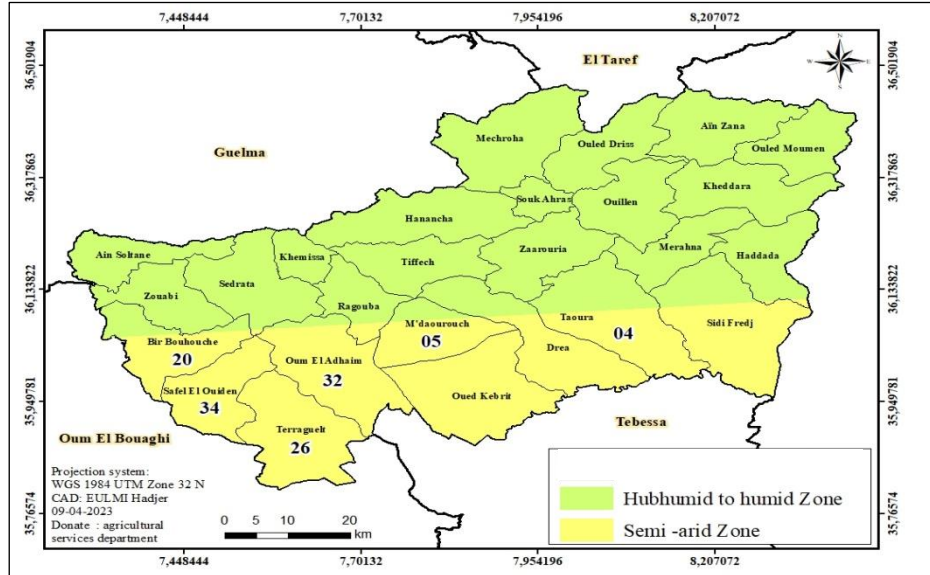 7,448444 7,70132 7,954196 8,207072
36,501904 36,501904
36,317863 36,317863
36,133822 36,133822
35,949781 35,949781
35,76574 35,76574
N
W E
S
El Taref
Guelma
Mechroha
Ouled Driss
Aïn Zana
Ouled Moumen
Souk Ahras
Ouillen
Kheddara
Hanancha
Ain Soltane
Khemissa
Tiffech
Zaarouria
Merahna
Haddada
Zouabi
Sedrata
Ragouba
M'daourouch
05
Taoura
04
Sidi Fredj
Bir Bouhouche
20
Oum El Adhaim
32
Drea
Safel El Ouiden
34
Oued Kebrit
Terraguelt
26
Tebessa
Oum El Bouaghi
Projection system:
WGS 1984 UTM Zone 32 N
CAD: EULMI Hadjer
09-04-2023
Donate : agricultural
services department
0 5 10 20
km
Hubhumid to humid Zone
Semi -arid Zone
7,448444 7,70132 7,954196 8,207072